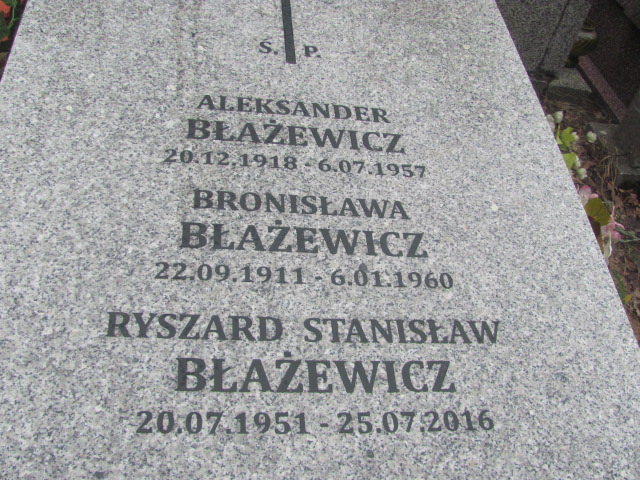 S. P.
ALEKSANDER
BŁAŻEWICZ
20.12.1918 - 6.07.1957
BRONISŁAWA
BŁAŻEWICZ
22.09.1911 - 6.01.1960
RYSZARD STANISŁAW
BŁAŻEWICZ
20.07.1951 - 25.07.2016